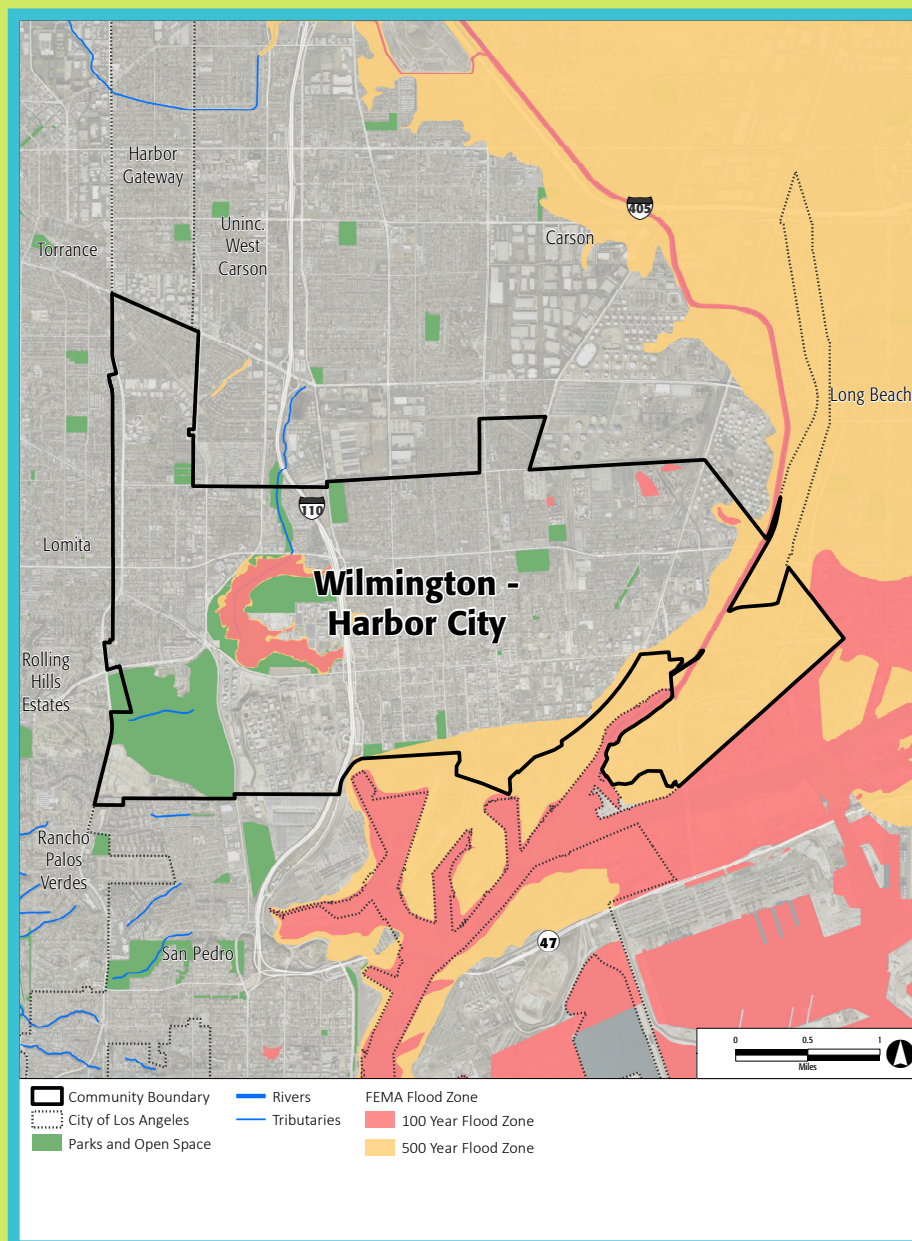 Harbor
Gateway
Uninc.
West
Carson
Torrance
405
Carson
Long Beach
110
Lomita
Wilmington -
Harbor City
Rolling
Hills
Estates
Rancho
Palos
Verdes
San Pedro
47
0 0.5 1
Miles
Community Boundary
City of Los Angeles
Parks and Open Space
Rivers
Tributaries
FEMA Flood Zone
100 Year Flood Zone
500 Year Flood Zone